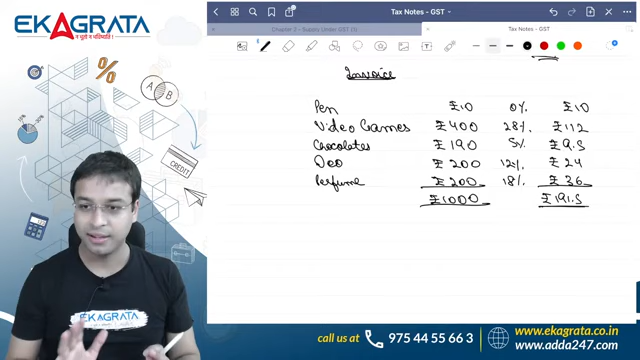 EKAGRATA
Tax Notes - GST
Chapter 2 – Supply Under GST (1)
Tax Notes - GST
Invoice
Pen ₹10 0% ₹10
Video Games ₹400 28% ₹112
Chocolates ₹190 5% ₹9.5
Deo ₹200 12% ₹24
Perfume ₹200 18% ₹36
₹1000 ₹191.5
%
A B
CREDIT
EKAGRATA
call us at 975 44 55 66 3
www.ekagrata.co.in
www.adda247.com